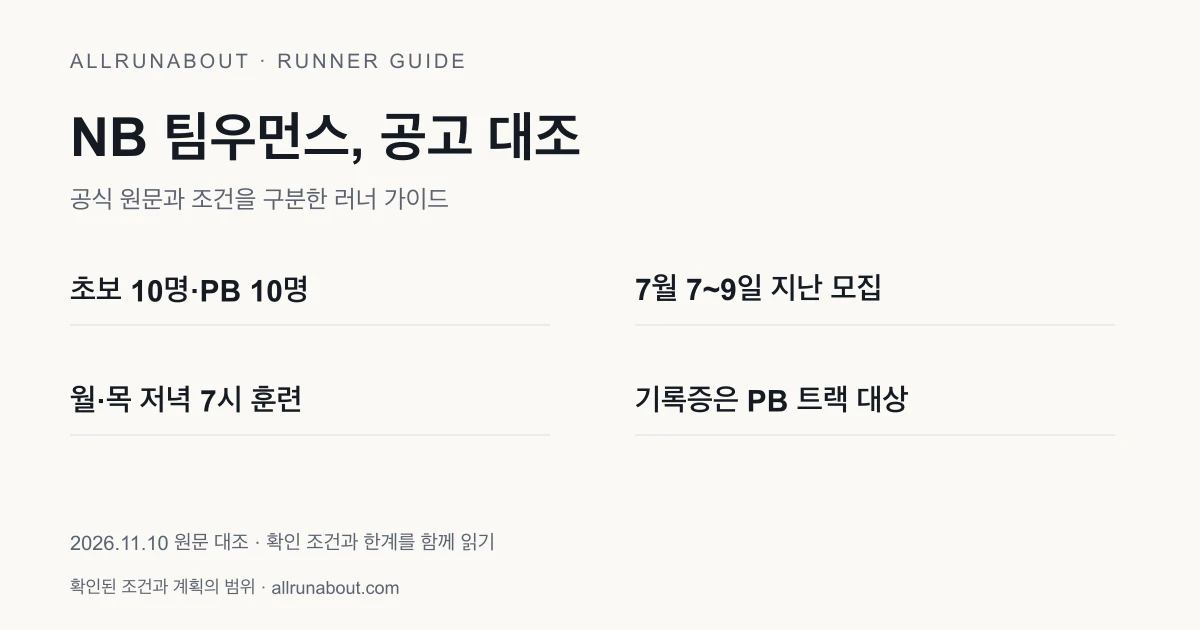 ALLRUNABOUT · RUNNER GUIDE
NB 팀우먼스, 공고 대조
공식 원문과 조건을 구분한 러너 가이드
초보 10명·PB 10명
7월 7~9일 지난 모집
월·목 저녁 7시 훈련
기록증은 PB 트랙 대상
2026.11.10 원문 대조 · 확인 조건과 한계를 함께 읽기
확인된 조건과 계획의 범위 · allrunabout.com